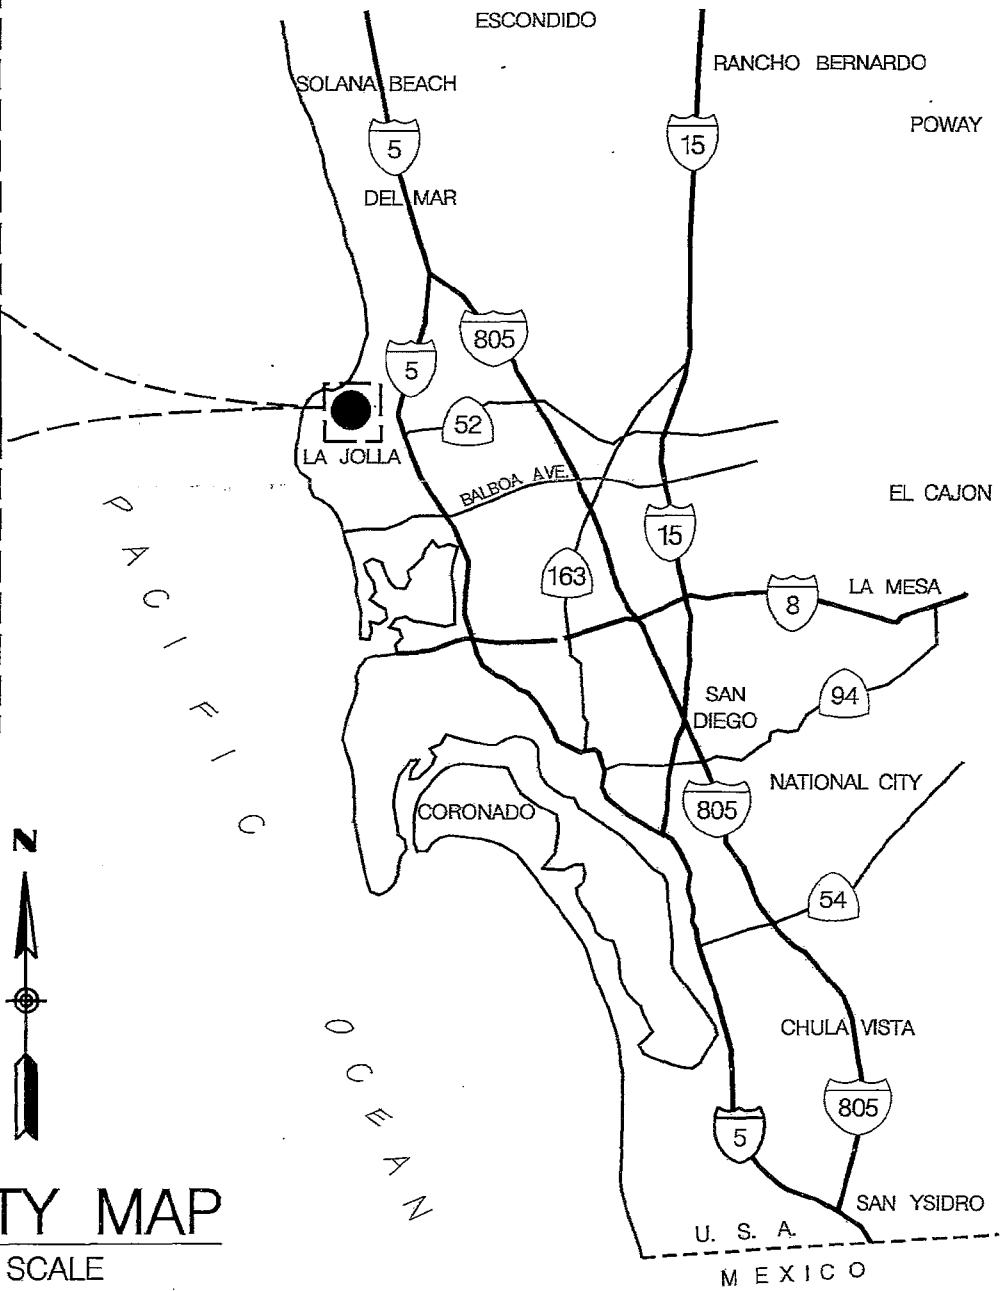 ESCONDIDO
RANCHO BERNARDO
SOLANA BEACH
POWAY
5
15
DEL MAR
805
5
52
LA JOLLA
BALBOA AVE.
EL CAJON
15
163
8
LA MESA
94
SAN
DIEGO
NATIONAL CITY
805
CORONADO
54
PACIFIC
OCEAN
N
CHULA VISTA
805
5
SAN YSIDRO
U. S. A.
MEXICO
TY MAP
SCALE